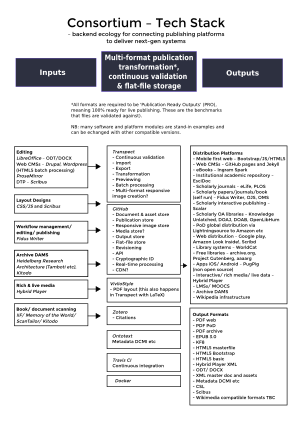 Consortium – Tech Stack
- backend ecology for connecting publishing platforms
to deliver next-gen systems
Inputs
Multi-format publication
transformation*,
continuous validation
& flat-file storage
Outputs
*All formats are required to be 'Publication Ready Outputs' (PRO),
meaning 100% ready for live publishing. These are the benchmarks
that files are validated against).
NB: many software and platform modules are stand-in examples and
can be exchanged with other compatible versions.
Editing
LibreOffice - ODT/DOCX
Web CMSs – Drupal, Wordpress
(HTML5 batch processing)
ProseMirror
DTP – Scribus
Layout Designs
CSS/JS and Scribus
Workflow management/
editing / publishing
Fidus Writer
Archive DAMS
Heidelberg Research
Architecture (Tamboti etc),
Kitodo
Rich & live media
Hybrid Player
Book/ document scanning
IIF/ Memory of the World/
ScanTailor/ Kitodo
Transpect
- Continuous validation
- Import
- Export
- Transformation
- Previewing
- Batch processing
- Multi-format responsive
image creation?
GitHub
- Document & asset store
- Publication store
- Responsive image store
- Media store?
- Output store
- Flat-file store
- Revisioning
- API
- Cryptographic ID
- Real-time processing
- CDN?
VivlioStyle
- PDF layout (this also happens
in Transpect with LaTeX)
Zotero
- Citations
Ontotext
Metadata DCMI etc
Travis CI
Continuous integration
Docker
Distribution Platforms
- Mobile first web – Bootstrap/JS/HTML5
- Web CMSs – GitHub pages and Jekyll
- eBooks – Ingram Spark
- Institutional academic repository -
EsciDoc
- Scholarly journals – eLife, PLOS
- Scholarly papers/journals/book
(self run) - Fidus Writer, OJS, OMS
- Scholarly interactive publishing -
Scalar
- Scholarly OA libraries – Knowledge
Unlatched, DOAJ, DOAB, OpenLibHum
- PoD global distribution via
Lightningsource to Amazon etc
- Web distribution – Google play,
Amazon Look Inside!, Scribd
- Library systems – WorldCat
- Free libraries – archive.org,
Project Gutenberg, aaarg
- Apps iOS/ Android – PugPig
(non open source)
- interactive/ rich media/ live data -
Hybrid Player
- LMSs/ MOOCS
- Archive DAMS
- Wikipedia infrastructure
Output Formats
- PDF web
- PDF PoD
- PDF archive
- EPUB 3.0
- KF8
- HTML masterfile
- HTML5 Bootstrap
- HTML5 basic
- Hybrid Player XML
- ODT/ DOCX
- XML master doc and assets
- Metadata DCMI etc
- CSL
- Scibus
- Wikimedia compatible formats TBC